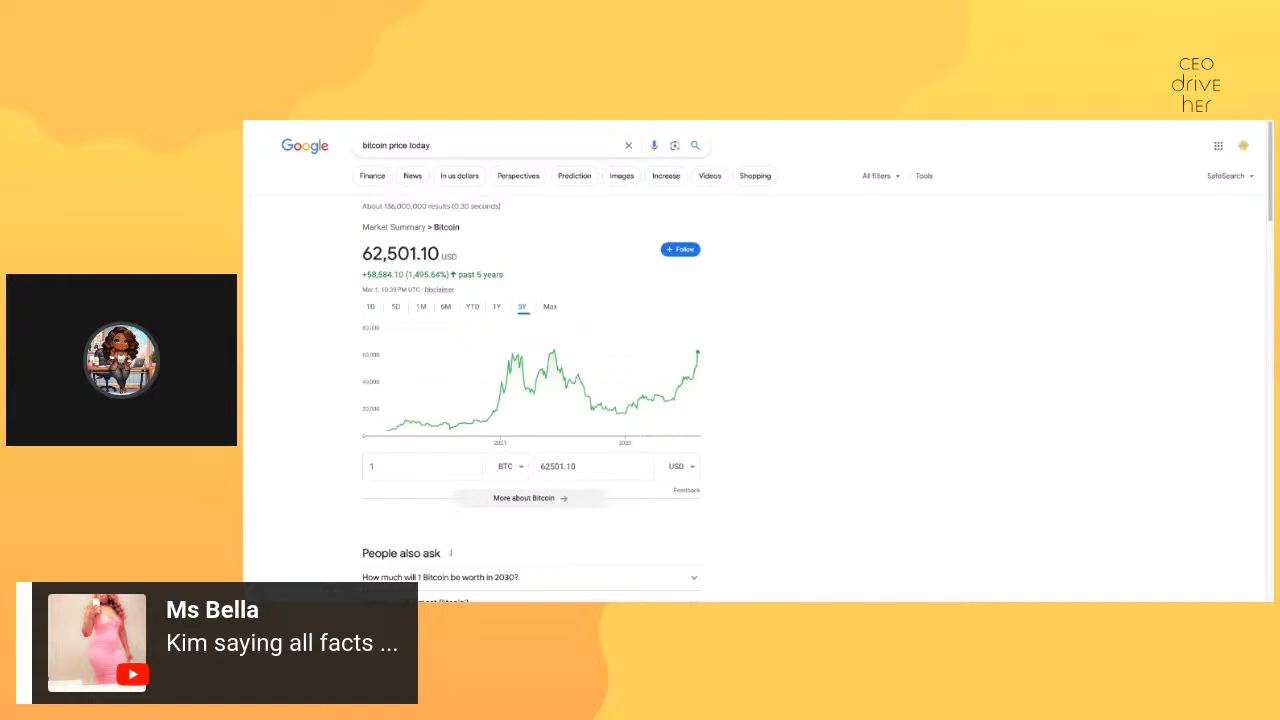 CEO
drive
her
Google
bitcoin price today
Finance
News
In us dollars
Perspectives
Prediction
Images
Increase
Videos
Shopping
All filters
Tools
SafeSearch
About 136,000,000 results (0.30 seconds)
Market Summary > Bitcoin
62,501.10 USD
+ Follow
+58,584.10 (1,495.64%) past 5 years
Mar 1, 10:39 PM UTC · Disclaimer
1D
5D
1M
6M
YTD
1Y
5Y
Max
80,000
60,000
40,000
20,000
0
2021
2023
1
BTC
62501.10
USD
Feedback
More about Bitcoin
People also ask
How much will 1 Bitcoin be worth in 2030?
Ms Bella
Kim saying all facts ...